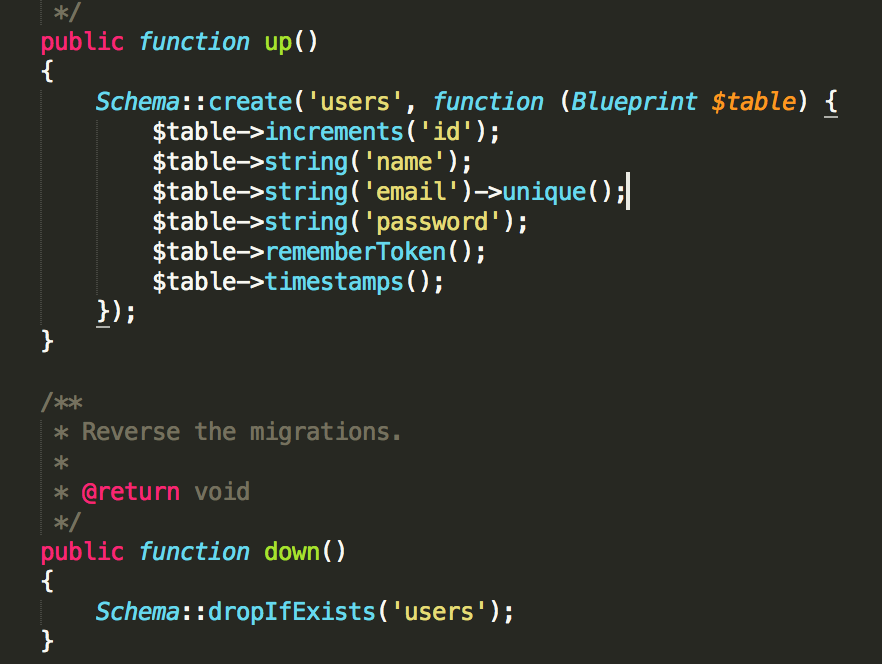 */
public function up()
{
    Schema::create('users', function (Blueprint $table) {
        $table->increments('id');
        $table->string('name');
        $table->string('email')->unique();
        $table->string('password');
        $table->rememberToken();
        $table->timestamps();
    });
}

/**
 * Reverse the migrations.
 *
 * @return void
 */
public function down()
{
    Schema::dropIfExists('users');
}